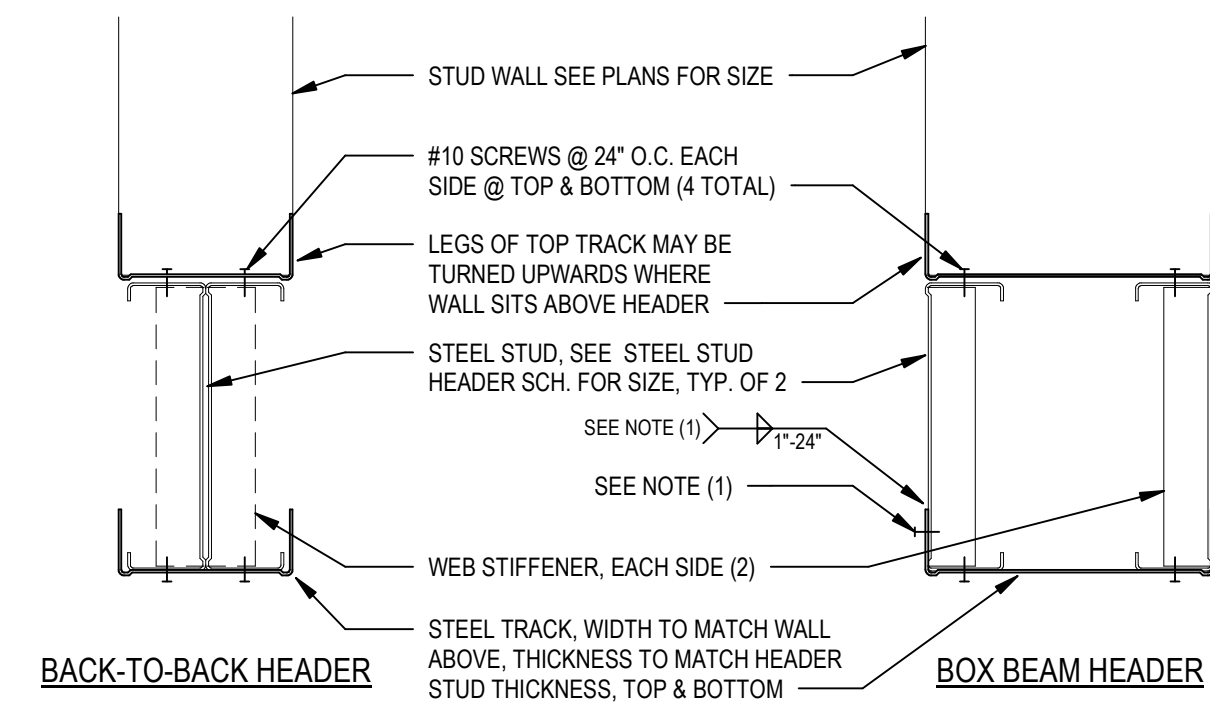 STUD WALL SEE PLANS FOR SIZE
#10 SCREWS @ 24" O.C. EACH
SIDE @ TOP & BOTTOM (4 TOTAL)
LEGS OF TOP TRACK MAY BE
TURNED UPWARDS WHERE
WALL SITS ABOVE HEADER
STEEL STUD, SEE STEEL STUD
HEADER SCH. FOR SIZE, TYP. OF 2
SEE NOTE (1)
1"-24"
SEE NOTE (1)
WEB STIFFENER, EACH SIDE (2)
STEEL TRACK, WIDTH TO MATCH WALL
ABOVE, THICKNESS TO MATCH HEADER
STUD THICKNESS, TOP & BOTTOM
BACK-TO-BACK HEADER
BOX BEAM HEADER